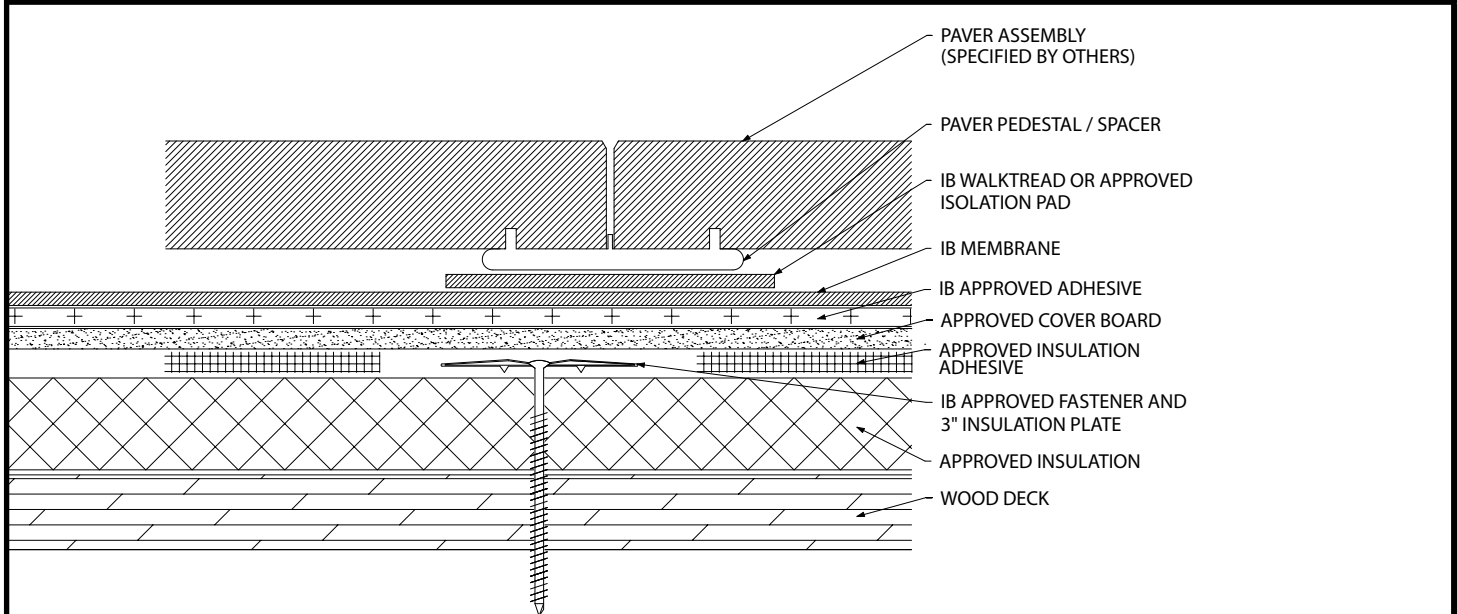 PAVER ASSEMBLY
(SPECIFIED BY OTHERS)
PAVER PEDESTAL / SPACER
IB WALKTREAD OR APPROVED
ISOLATION PAD
IB MEMBRANE
IB APPROVED ADHESIVE
APPROVED COVER BOARD
APPROVED INSULATION
ADHESIVE
IB APPROVED FASTENER AND
3" INSULATION PLATE
APPROVED INSULATION
WOOD DECK